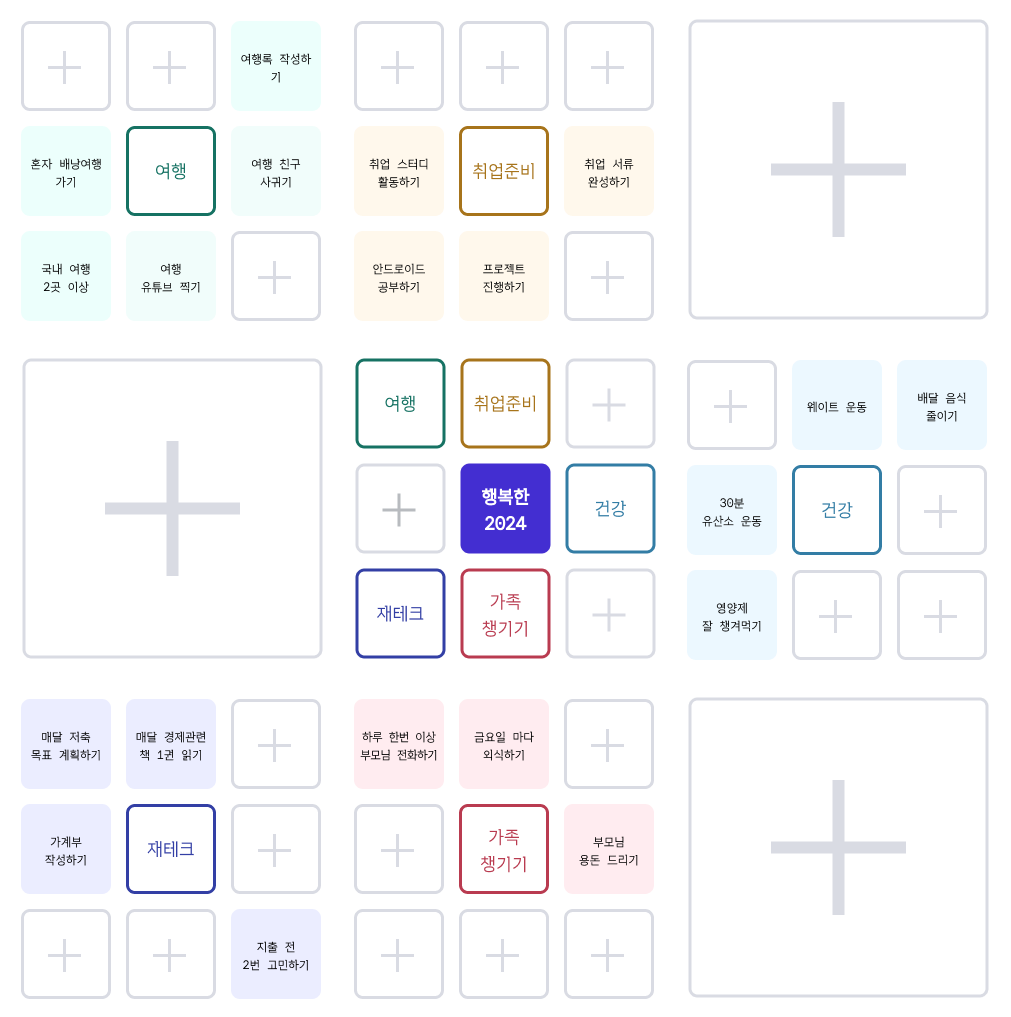 여행록 작성하
기
혼자 배낭여행
가기
여행
여행 친구
사귀기
국내 여행
2곳 이상
여행
유튜브 찍기
취업 스터디
활동하기
취업준비
취업 서류
완성하기
안드로이드
공부하기
프로젝트
진행하기
여행
취업준비
행복한
2024
건강
재테크
가족
챙기기
웨이트 운동
배달 음식
줄이기
30분
유산소 운동
건강
영양제
잘 챙겨먹기
매달 저축
목표 계획하기
매달 경제관련
책 1권 읽기
가계부
작성하기
재테크
지출 전
2번 고민하기
하루 한번 이상
부모님 전화하기
금요일 마다
외식하기
가족
챙기기
부모님
용돈 드리기